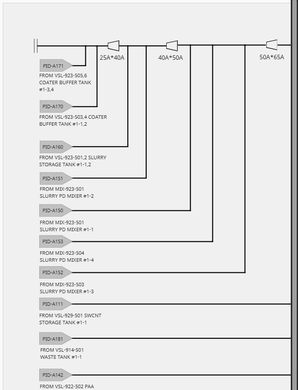 25A*40A
40A*50A
50A*65A
PID-A171
FROM VSL-923-S05,6
COATER BUFFER TANK
#1-3,4
PID-A170
FROM VSL-923-S03,4 COATER
BUFFER TANK #1-1,2
PID-A160
FROM VSL-923-S01,2 SLURRY
STORAGE TANK #1-1,2
PID-A151
FROM MIX-923-S01
SLURRY PD MIXER #1-2
PID-A150
FROM MIX-923-S01
SLURRY PD MIXER #1-1
PID-A153
FROM MIX-923-S04
SLURRY PD MIXER #1-4
PID-A152
FROM MIX-923-S03
SLURRY PD MIXER #1-3
PID-A111
FROM VSL-929-S01 SWCNT
STORAGE TANK #1-1
PID-A181
FROM VSL-914-S01
WASTE TANK #1-1
PID-A142
FROM VSL-922-S02 PAA